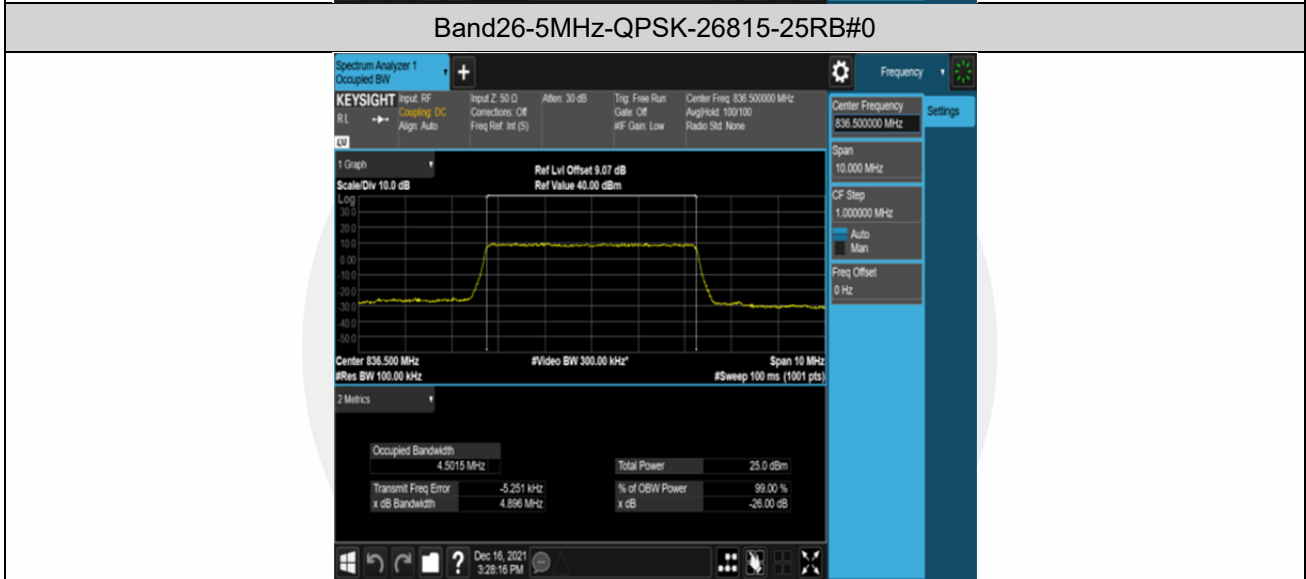 Band26-5MHz-QPSK-26815-25RB#0
Spectrum Analyzer 1
Occupied BW
Frequency
KEYSIGHT Input: RF Input Z: 50 Ω Atten: 30 dB Trig: Free Run Center Freq: 836.500000 MHz
RL Coupling: DC Corrections: Off Gate: Off Avg|Hold: 100/100
Align: Auto Freq Ref: Int (S) #IF Gain: Low Radio Std: None
Center Frequency
836.500000 MHz
Settings
Span
10.000 MHz
CF Step
1.000000 MHz
Auto
Man
Freq Offset
0 Hz
1 Graph
Ref Lvl Offset 9.07 dB
Scale/Div 10.0 dB Ref Value 40.00 dBm
Log
30.0
20.0
10.0
0.00
-10.0
-20.0
-30.0
-40.0
-50.0
Center 836.500 MHz #Video BW 300.00 kHz* Span 10 MHz
#Res BW 100.00 kHz #Sweep 100 ms (1001 pts)
2 Metrics
Occupied Bandwidth
4.5015 MHz Total Power 25.0 dBm
Transmit Freq Error -5.251 kHz % of OBW Power 99.00 %
x dB Bandwidth 4.896 MHz x dB -26.00 dB
? Dec 16, 2021
3:28:16 PM